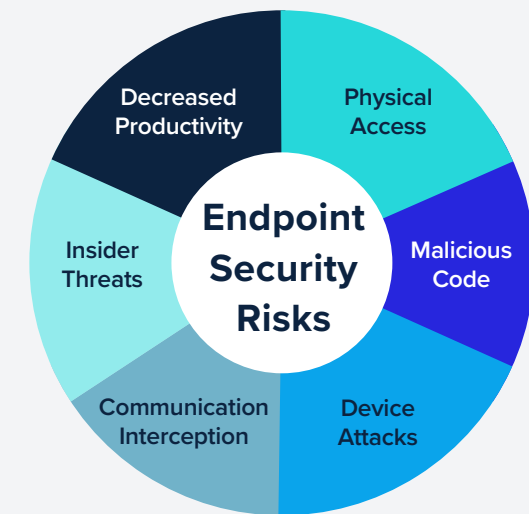 Decreased
Productivity
Physical
Access
Insider
Threats
Endpoint
Security
Risks
Malicious
Code
Communication
Interception
Device
Attacks